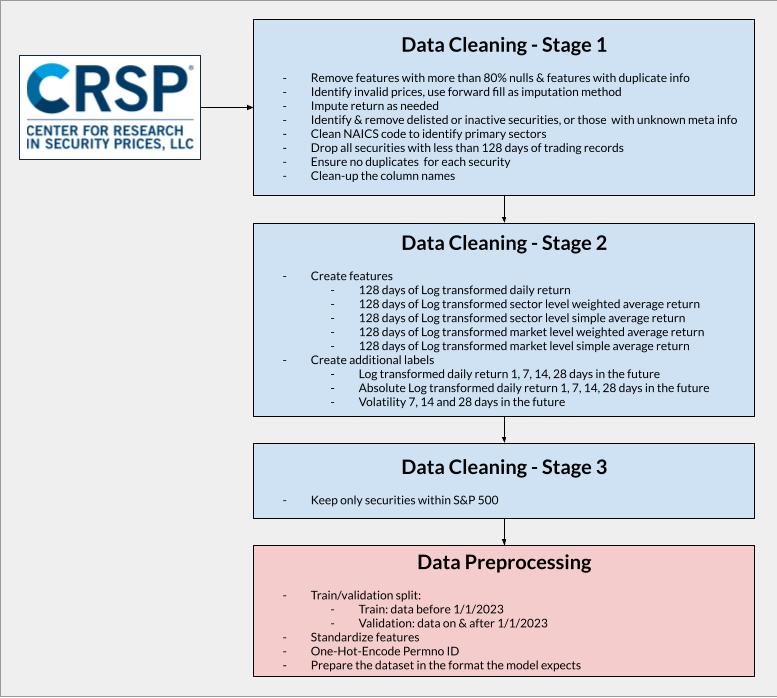 CRSP®
CENTER FOR RESEARCH
IN SECURITY PRICES, LLC
Data Cleaning - Stage 1
- Remove features with more than 80% nulls & features with duplicate info
- Identify invalid prices, use forward fill as imputation method
- Impute return as needed
- Identify & remove delisted or inactive securities, or those with unknown meta info
- Clean NAICS code to identify primary sectors
- Drop all securities with less than 128 days of trading records
- Ensure no duplicates for each security
- Clean-up the column names
Data Cleaning - Stage 2
- Create features
- 128 days of Log transformed daily return
- 128 days of Log transformed sector level weighted average return
- 128 days of Log transformed sector level simple average return
- 128 days of Log transformed market level weighted average return
- 128 days of Log transformed market level simple average return
- Create additional labels
- Log transformed daily return 1, 7, 14, 28 days in the future
- Absolute Log transformed daily return 1, 7, 14, 28 days in the future
- Volatility 7, 14 and 28 days in the future
Data Cleaning - Stage 3
- Keep only securities within S&P 500
Data Preprocessing
- Train/validation split:
- Train: data before 1/1/2023
- Validation: data on & after 1/1/2023
- Standardize features
- One-Hot-Encode Permno ID
- Prepare the dataset in the format the model expects